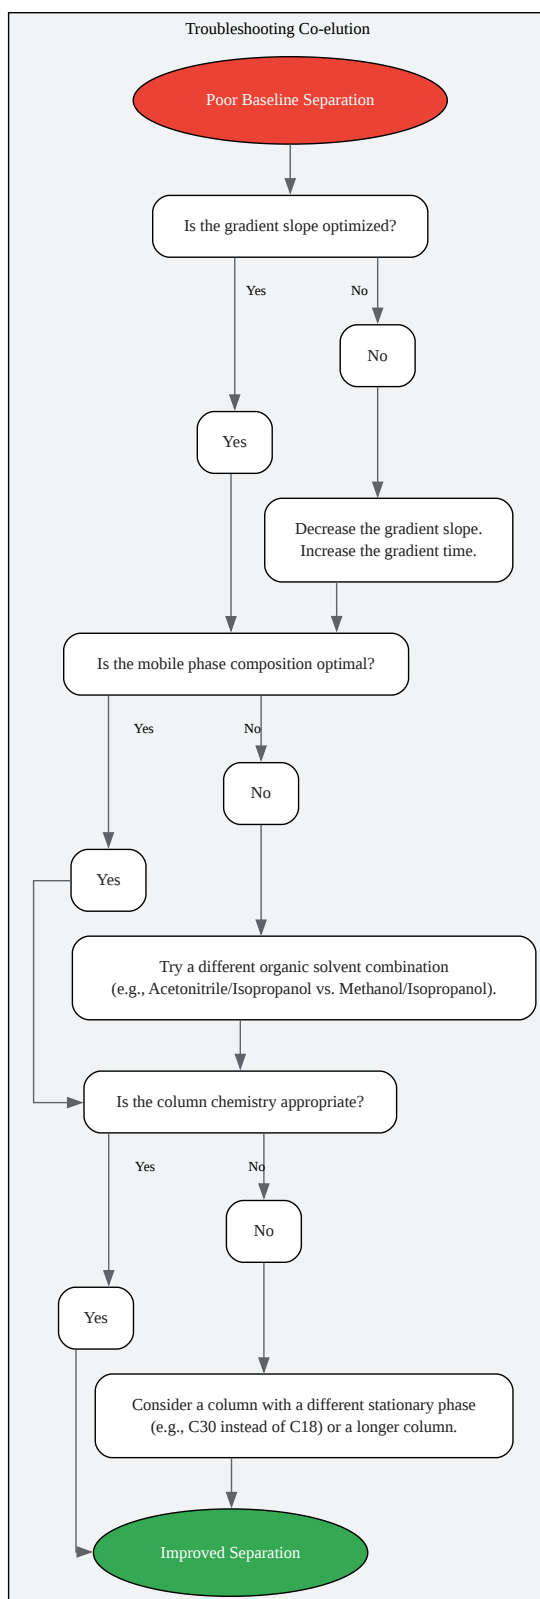 Troubleshooting Co-elution
Poor Baseline Separation
Is the gradient slope optimized?
Yes
No
No
Yes
Decrease the gradient slope.
Increase the gradient time.
Is the mobile phase composition optimal?
Yes
No
No
Yes
Try a different organic solvent combination
(e.g., Acetonitrile/Isopropanol vs. Methanol/Isopropanol).
Is the column chemistry appropriate?
Yes
No
No
Yes
Consider a column with a different stationary phase
(e.g., C30 instead of C18) or a longer column.
Improved Separation